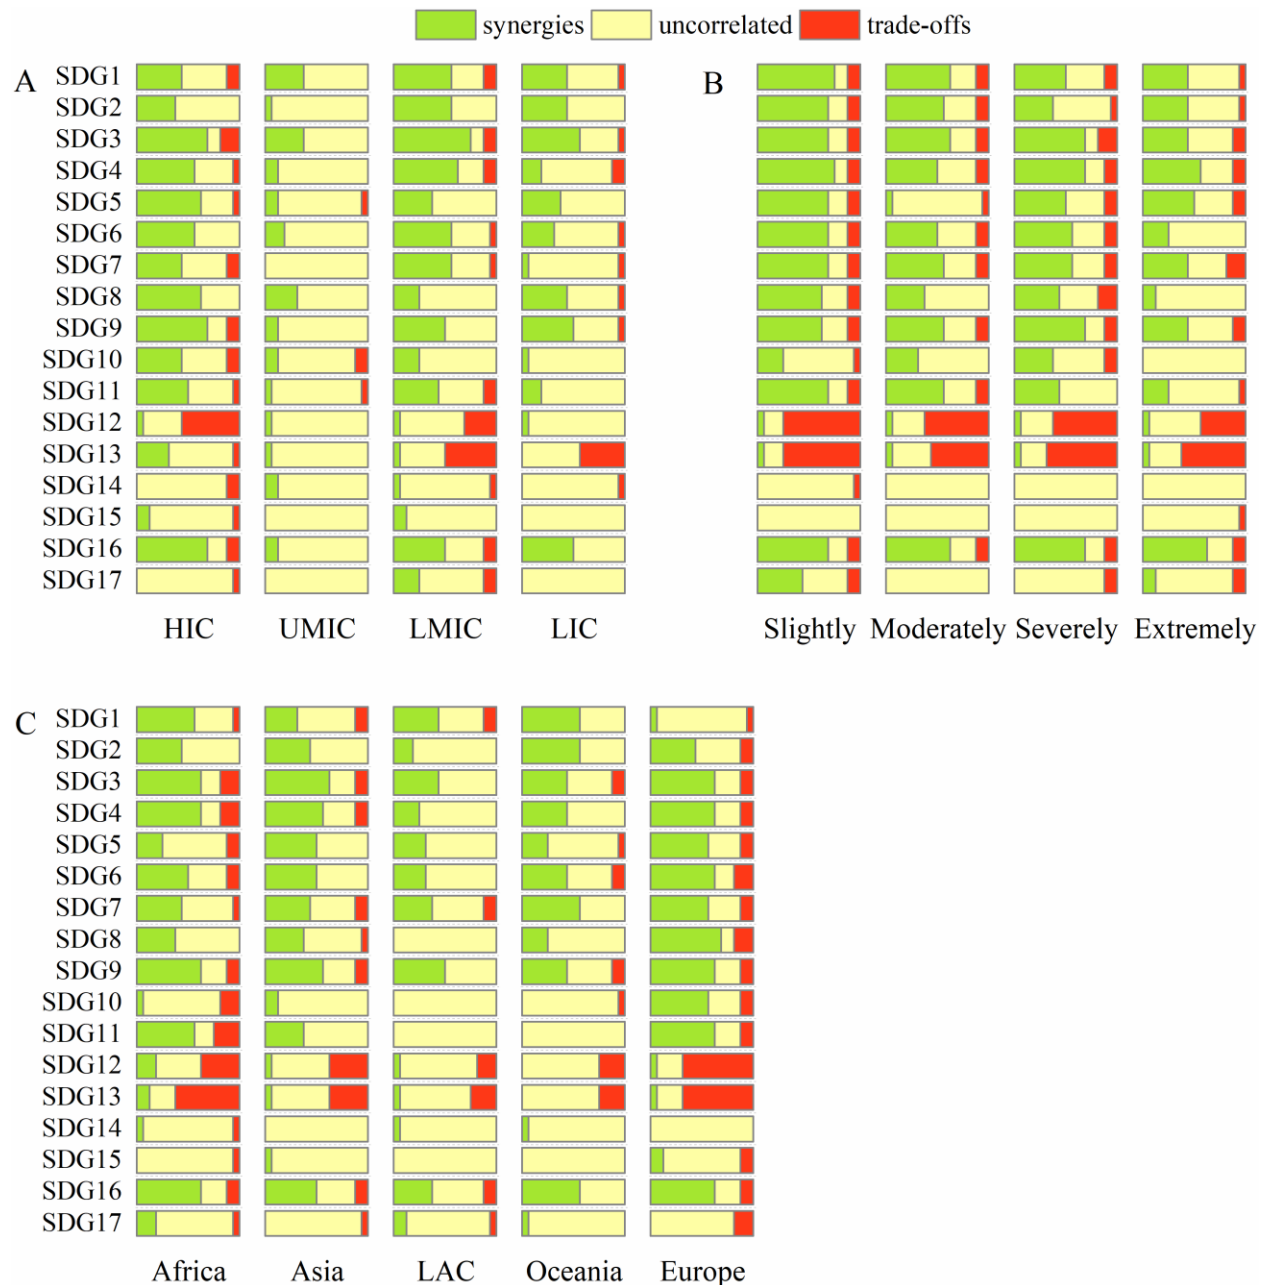 synergies uncorrelated trade-offs
A
B
SDG1
SDG2
SDG3
SDG4
SDG5
SDG6
SDG7
SDG8
SDG9
SDG10
SDG11
SDG12
SDG13
SDG14
SDG15
SDG16
SDG17
HIC UMIC LMIC LIC
Slightly Moderately Severely Extremely
C
SDG1
SDG2
SDG3
SDG4
SDG5
SDG6
SDG7
SDG8
SDG9
SDG10
SDG11
SDG12
SDG13
SDG14
SDG15
SDG16
SDG17
Africa Asia LAC Oceania Europe